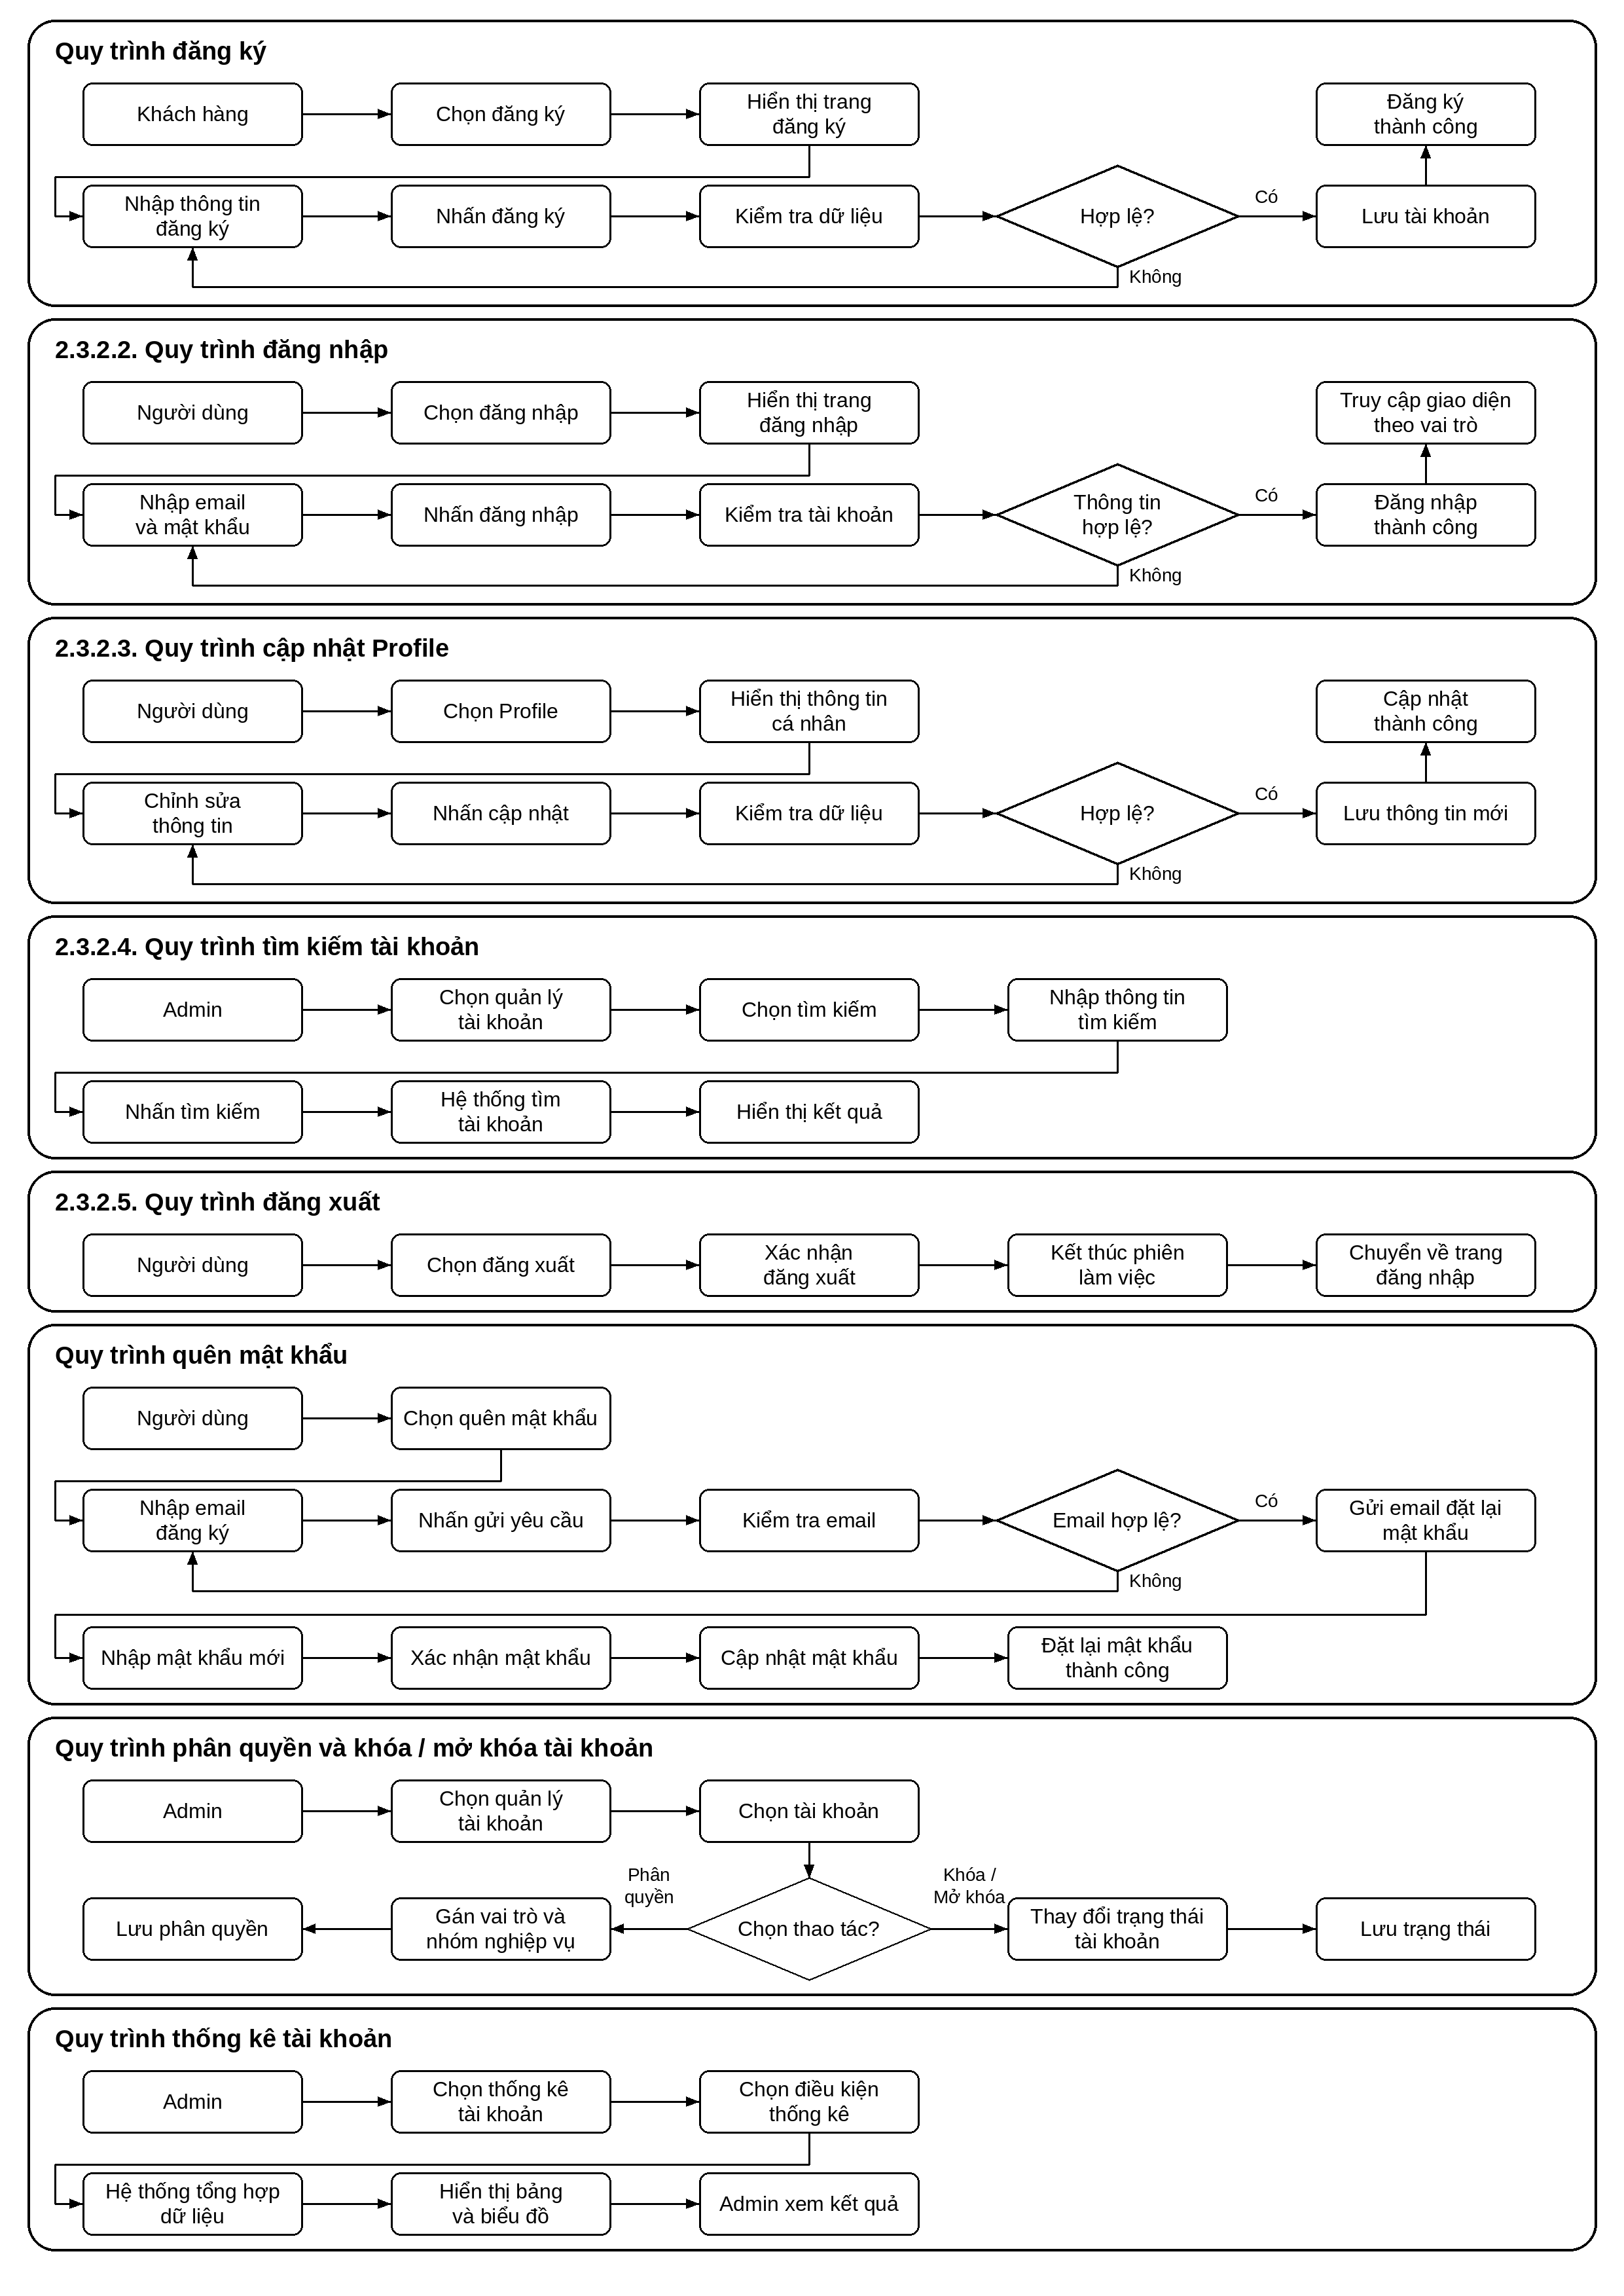 Quy trình đăng ký
Khách hàng
Chọn đăng ký
Hiển thị trang
đăng ký
Đăng ký
thành công
Nhập thông tin
đăng ký
Nhấn đăng ký
Kiểm tra dữ liệu
Hợp lệ?
Có
Lưu tài khoản
Không
2.3.2.2. Quy trình đăng nhập
Người dùng
Chọn đăng nhập
Hiển thị trang
đăng nhập
Truy cập giao diện
theo vai trò
Nhập email
và mật khẩu
Nhấn đăng nhập
Kiểm tra tài khoản
Thông tin
hợp lệ?
Có
Đăng nhập
thành công
Không
2.3.2.3. Quy trình cập nhật Profile
Người dùng
Chọn Profile
Hiển thị thông tin
cá nhân
Cập nhật
thành công
Chỉnh sửa
thông tin
Nhấn cập nhật
Kiểm tra dữ liệu
Hợp lệ?
Có
Lưu thông tin mới
Không
2.3.2.4. Quy trình tìm kiếm tài khoản
Admin
Chọn quản lý
tài khoản
Chọn tìm kiếm
Nhập thông tin
tìm kiếm
Nhấn tìm kiếm
Hệ thống tìm
tài khoản
Hiển thị kết quả
2.3.2.5. Quy trình đăng xuất
Người dùng
Chọn đăng xuất
Xác nhận
đăng xuất
Kết thúc phiên
làm việc
Chuyển về trang
đăng nhập
Quy trình quên mật khẩu
Người dùng
Chọn quên mật khẩu
Nhập email
đăng ký
Nhấn gửi yêu cầu
Kiểm tra email
Email hợp lệ?
Có
Gửi email đặt lại
mật khẩu
Không
Nhập mật khẩu mới
Xác nhận mật khẩu
Cập nhật mật khẩu
Đặt lại mật khẩu
thành công
Quy trình phân quyền và khóa / mở khóa tài khoản
Admin
Chọn quản lý
tài khoản
Chọn tài khoản
Lưu phân quyền
Gán vai trò và
nhóm nghiệp vụ
Phân
quyền
Chọn thao tác?
Khóa /
Mở khóa
Thay đổi trạng thái
tài khoản
Lưu trạng thái
Quy trình thống kê tài khoản
Admin
Chọn thống kê
tài khoản
Chọn điều kiện
thống kê
Hệ thống tổng hợp
dữ liệu
Hiển thị bảng
và biểu đồ
Admin xem kết quả